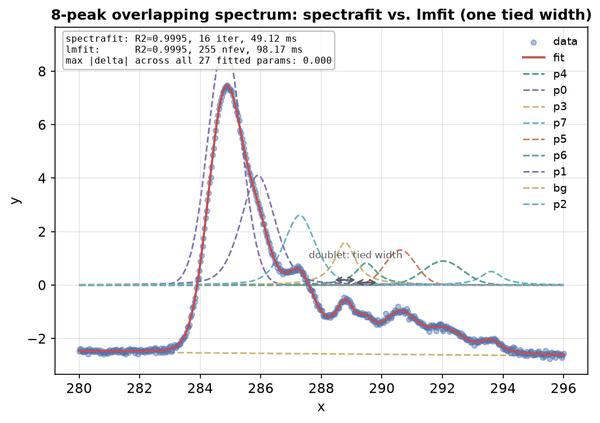 8-peak overlapping spectrum: spectrafit vs. lmfit (one tied width)
spectrafit: R2=0.9995, 16 iter, 49.12 ms
lmfit: R2=0.9995, 255 nfev, 98.17 ms
max |delta| across all 27 fitted params: 0.000
data
fit
p4
p0
p3
p7
p5
p6
p1
bg
p2
doublet: tied width
y
8
6
4
2
0
−2
280 282 284 286 288 290 292 294 296
x